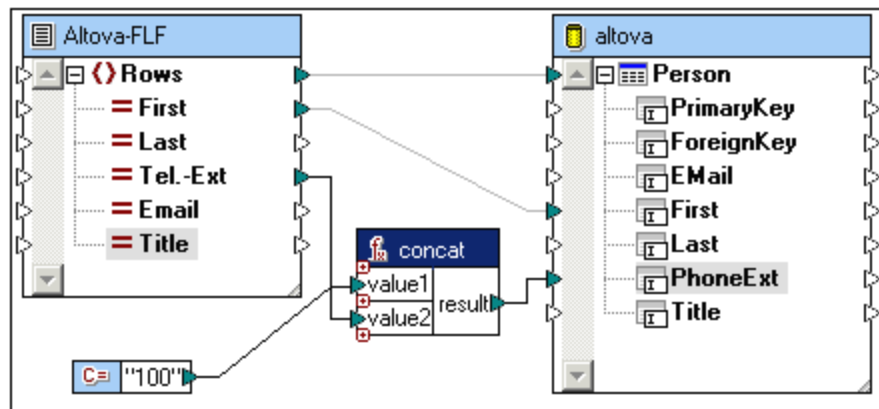 Altova-FLF
Rows
First
Last
Tel.-Ext
Email
Title
concat
value1
value2
result
C= "100"
altova
Person
PrimaryKey
ForeignKey
EMail
First
Last
PhoneExt
Title